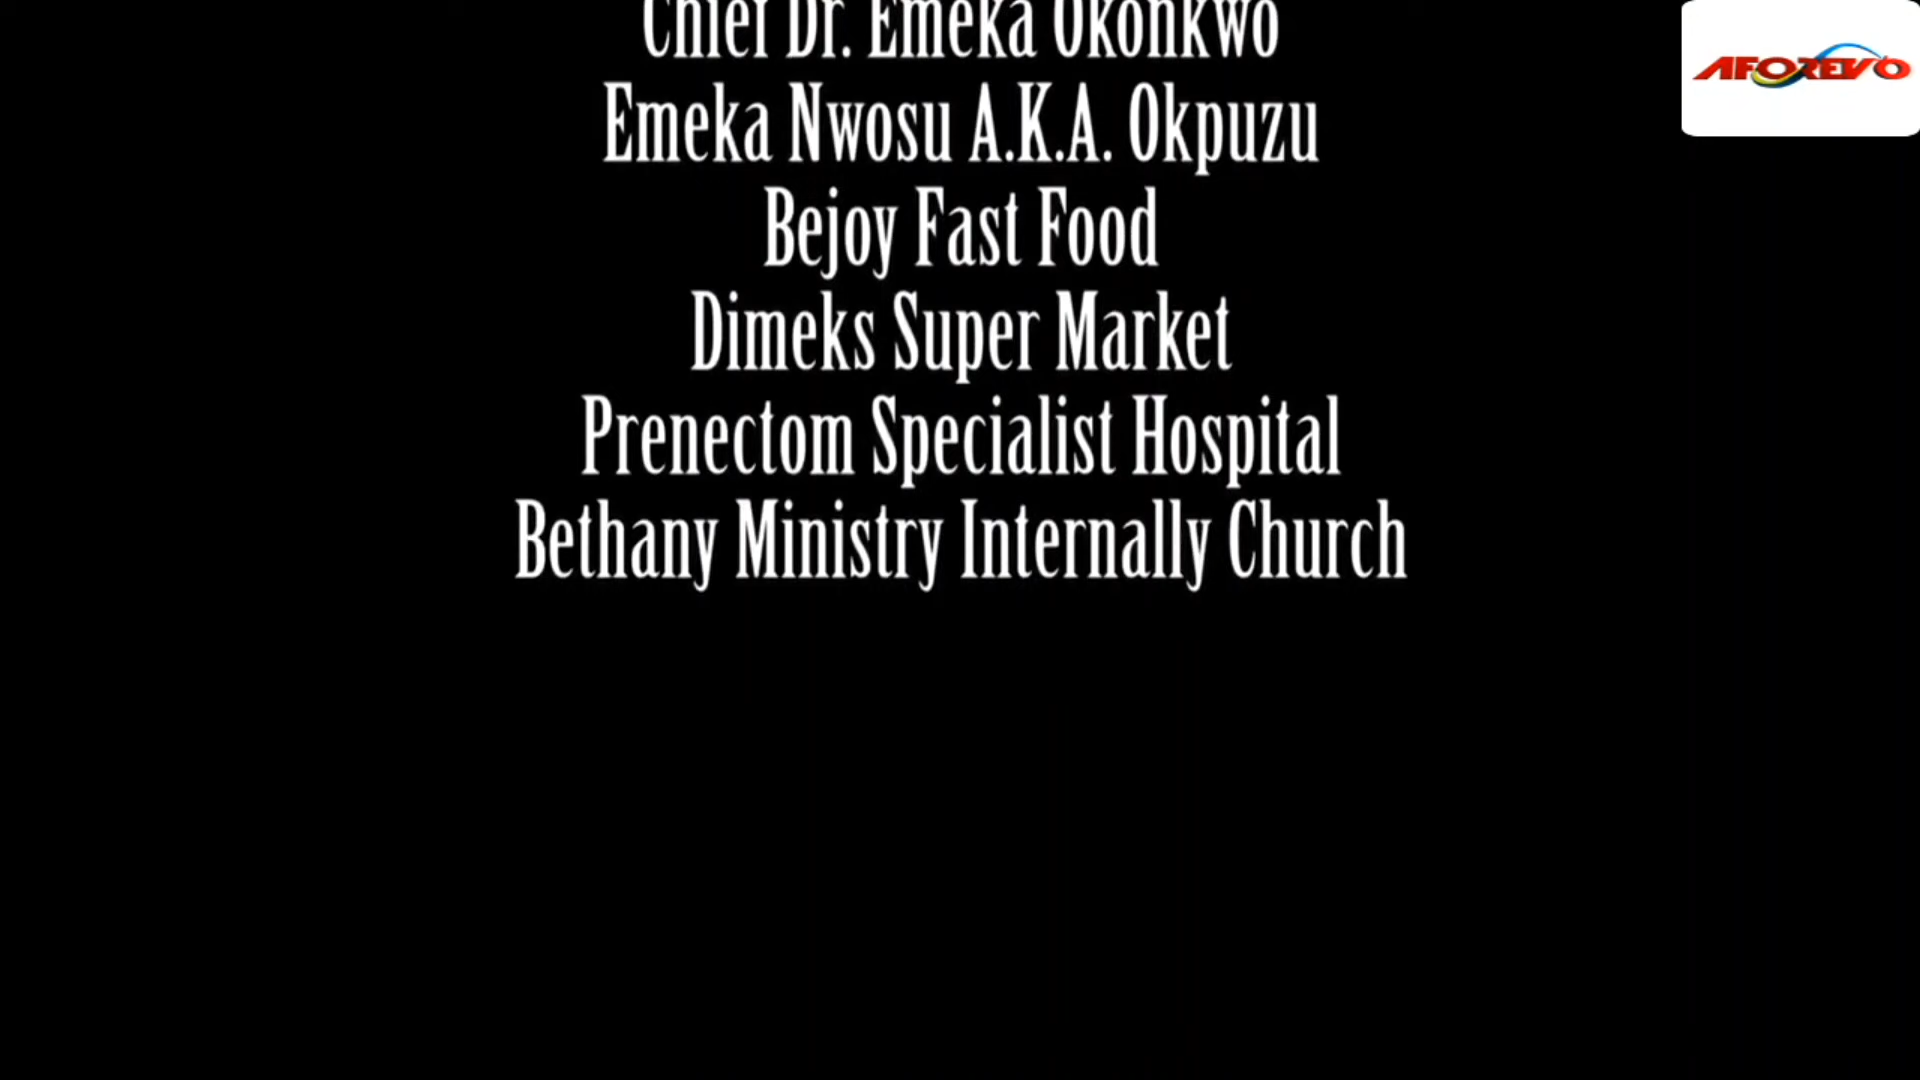 Chief Dr. Emeka Okonkwo
AFOREVO
Emeka Nwosu A.K.A. Okpuzu
Bejoy Fast Food
Dimeks Super Market
Prenectom Specialist Hospital
Bethany Ministry Internally Church